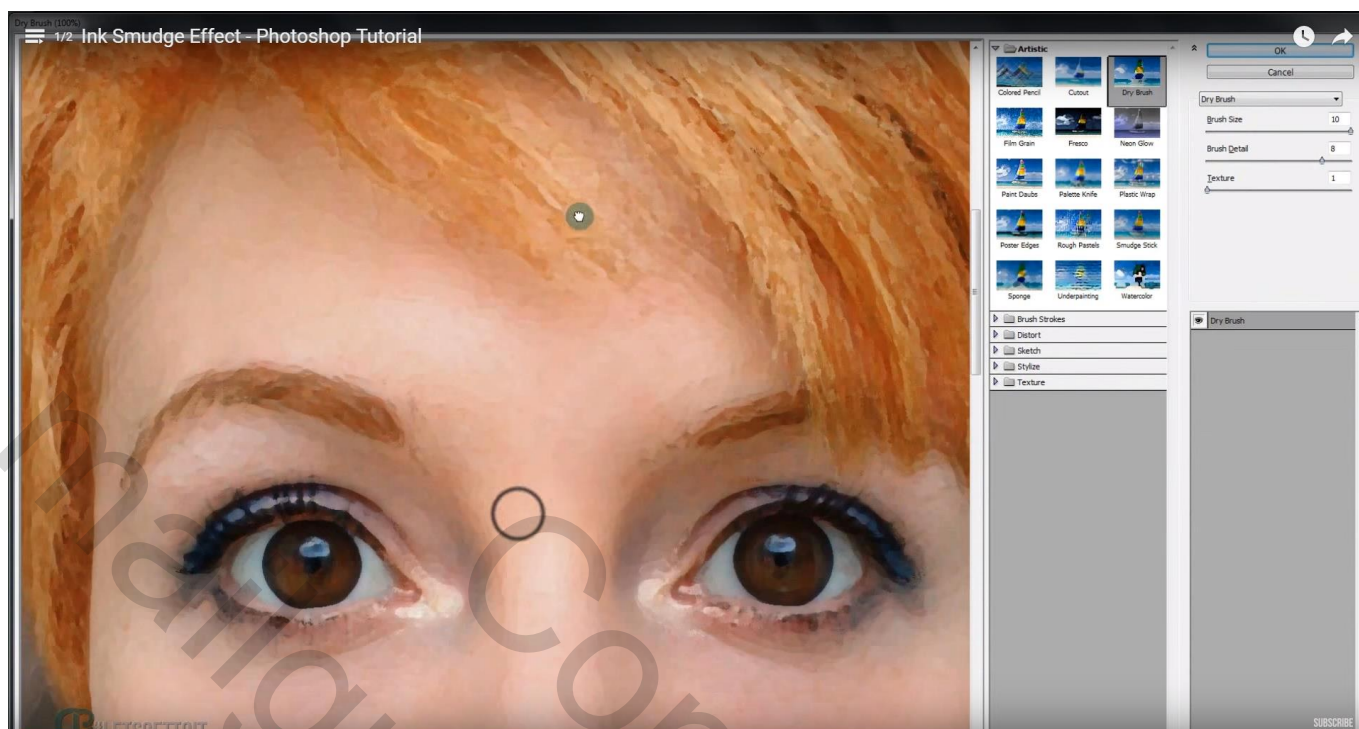 Dry Brush (100%)
1/2 Ink Smudge Effect - Photoshop Tutorial
Artistic
Colored Pencil
Cutout
Dry Brush
Film Grain
Fresco
Neon Glow
Paint Daubs
Palette Knife
Plastic Wrap
Poster Edges
Rough Pastels
Smudge Stick
Sponge
Underpainting
Watercolor
Brush Strokes
Distort
Sketch
Stylize
Texture
OK
Cancel
Dry Brush
Brush Size 10
Brush Detail 8
Texture 1
Dry Brush
SUBSCRIBE